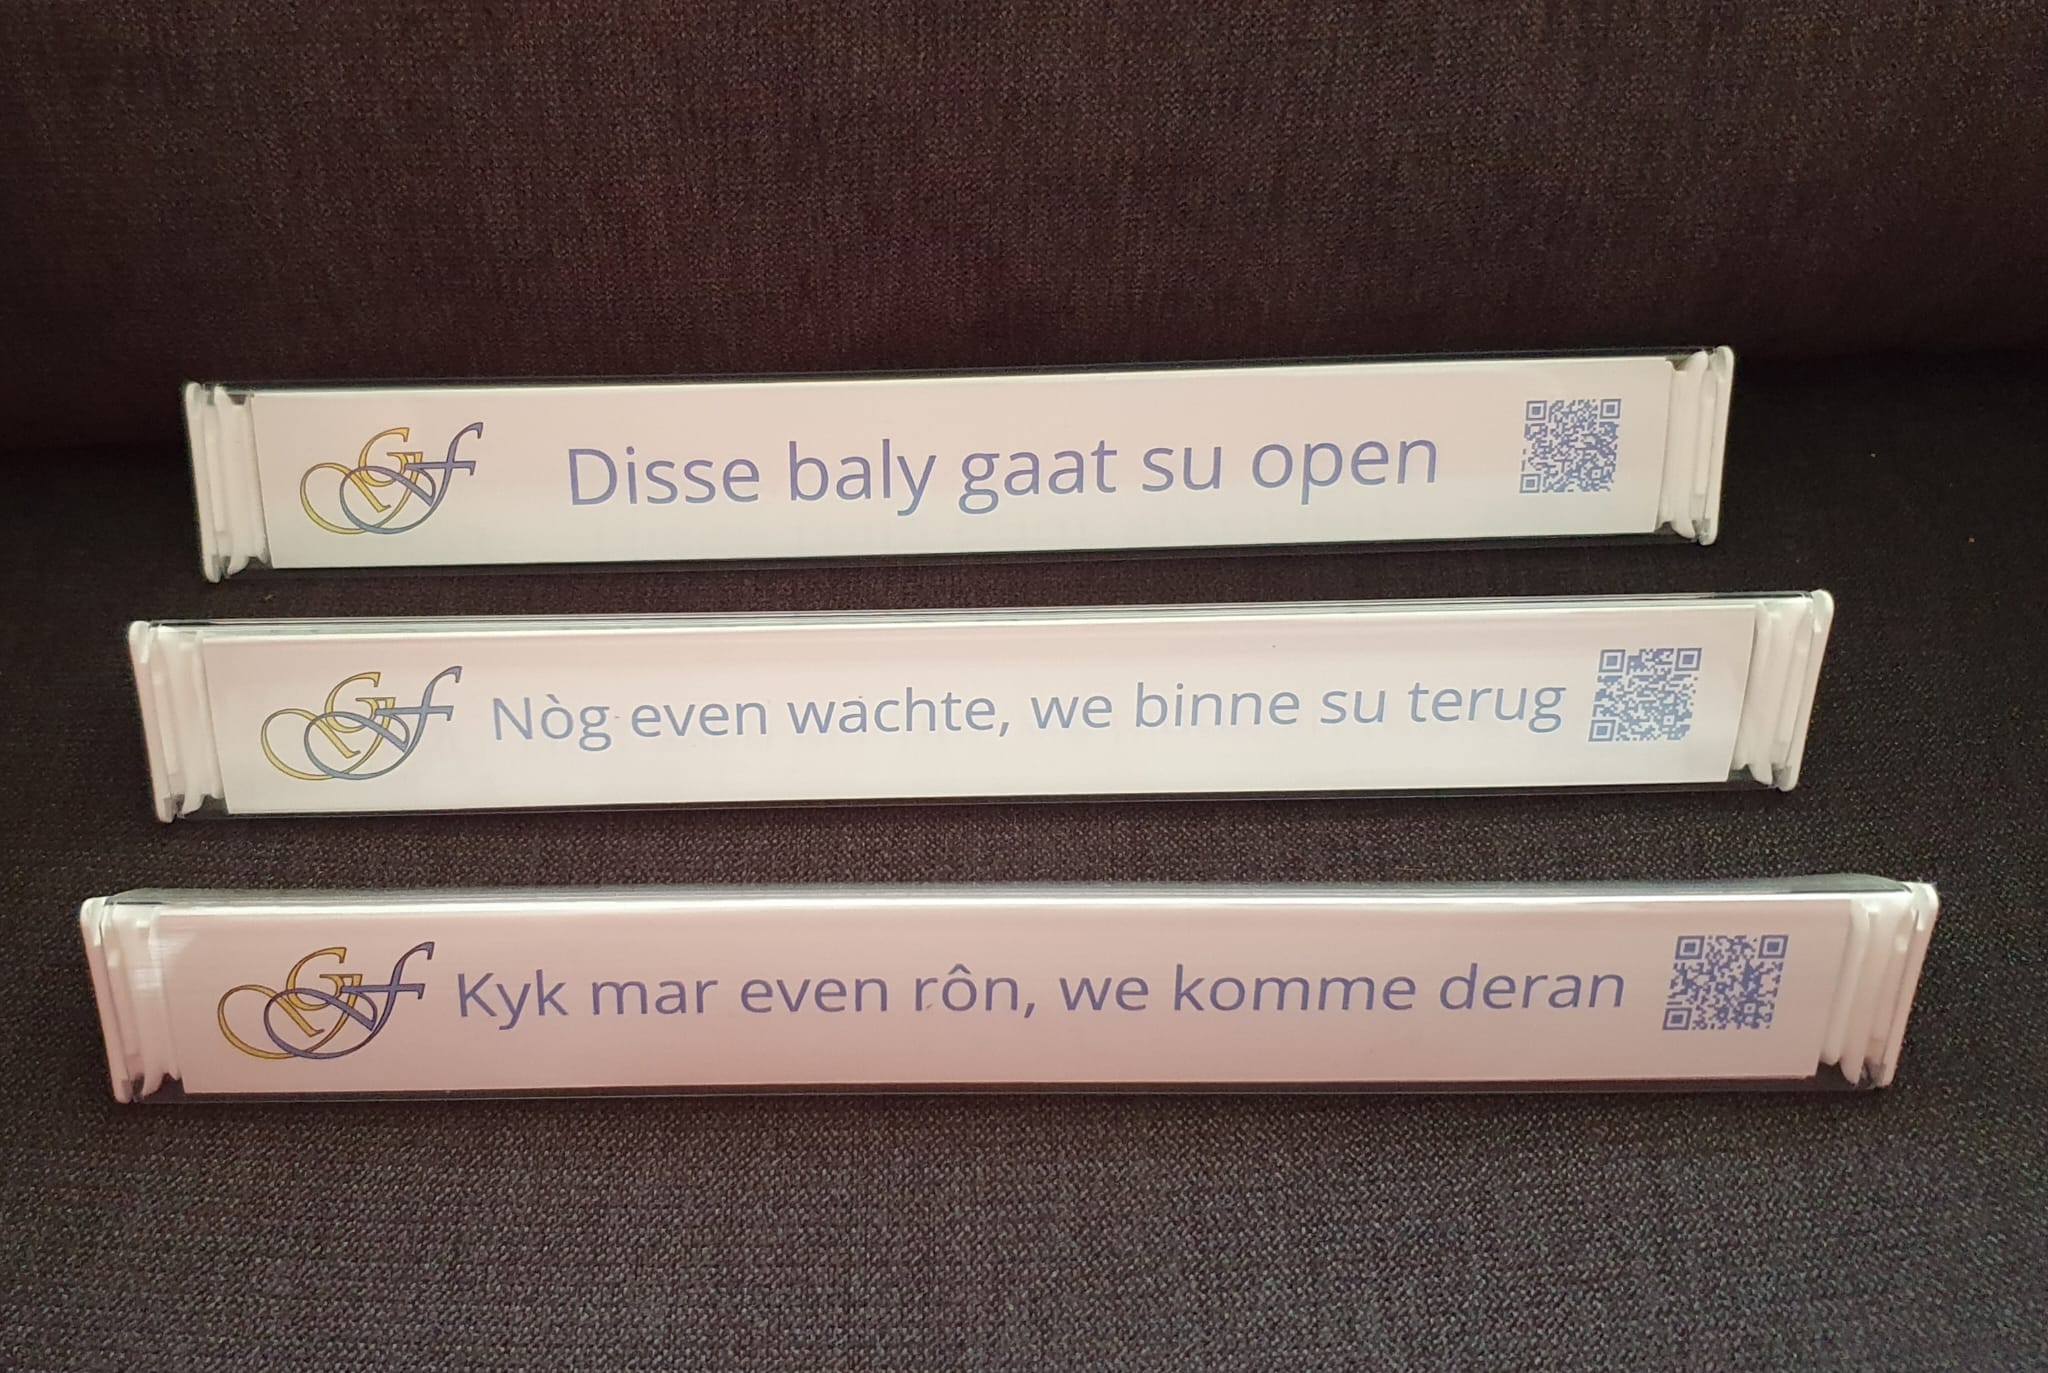 Disse baly gaat su open
Nòg even wachte, we binne su terug
Kyk mar even rôn, we komme deran